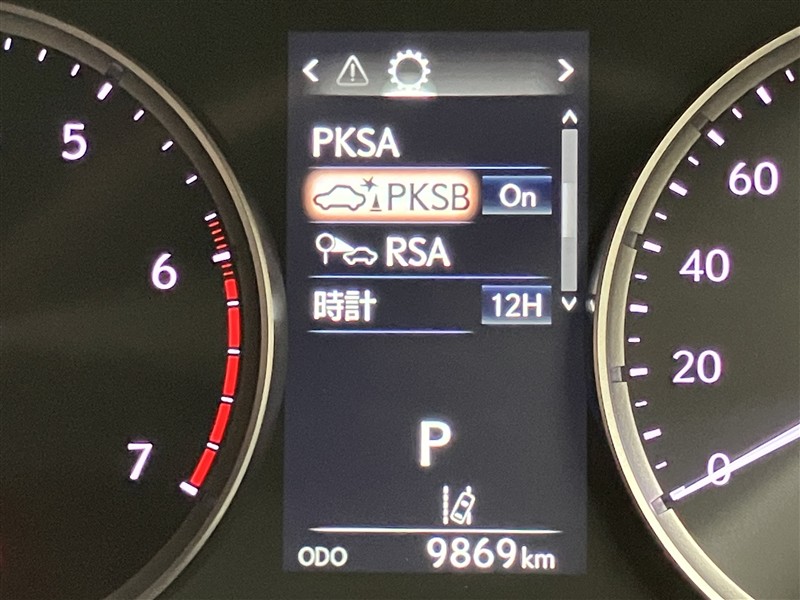 PKSA
PKSB On
RSA
時計 12H
P
ODO 9869km
5
6
7
60
40
20
0